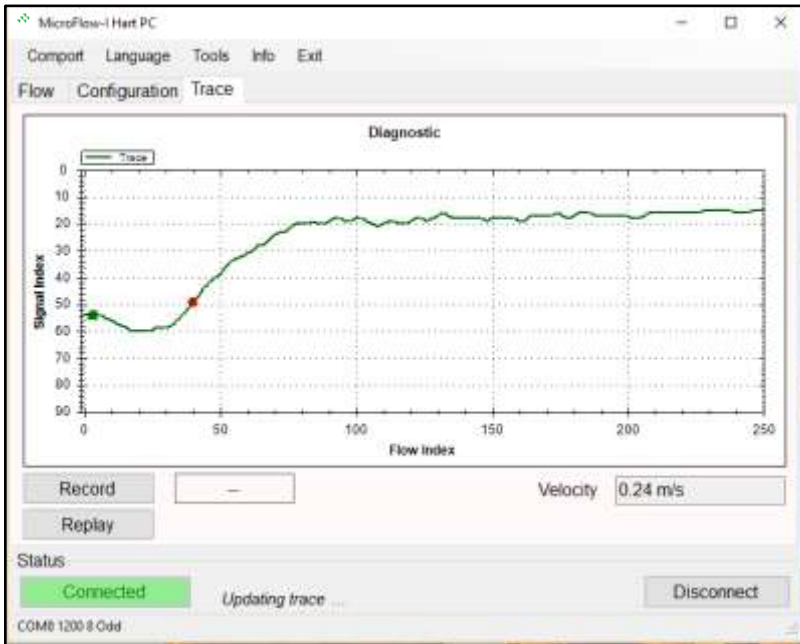 MicroFlow-I Hart PC
Comport Language Tools Info Exit
Flow Configuration Trace
Diagnostic
Trace
0
10
20
30
40
50
60
70
80
90
Signal Index
0 50 100 150 200 250
Flow Index
Record -- Velocity 0.24 m/s
Replay
Status
Connected Updating trace ... Disconnect
COM8 1200 8 Odd